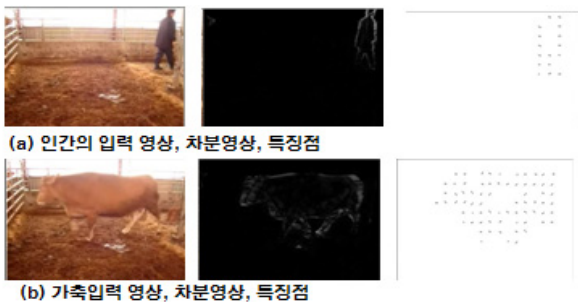 (a) 인간의 입력 영상, 차분영상, 특징점
(b) 가축입력 영상, 차분영상, 특징점